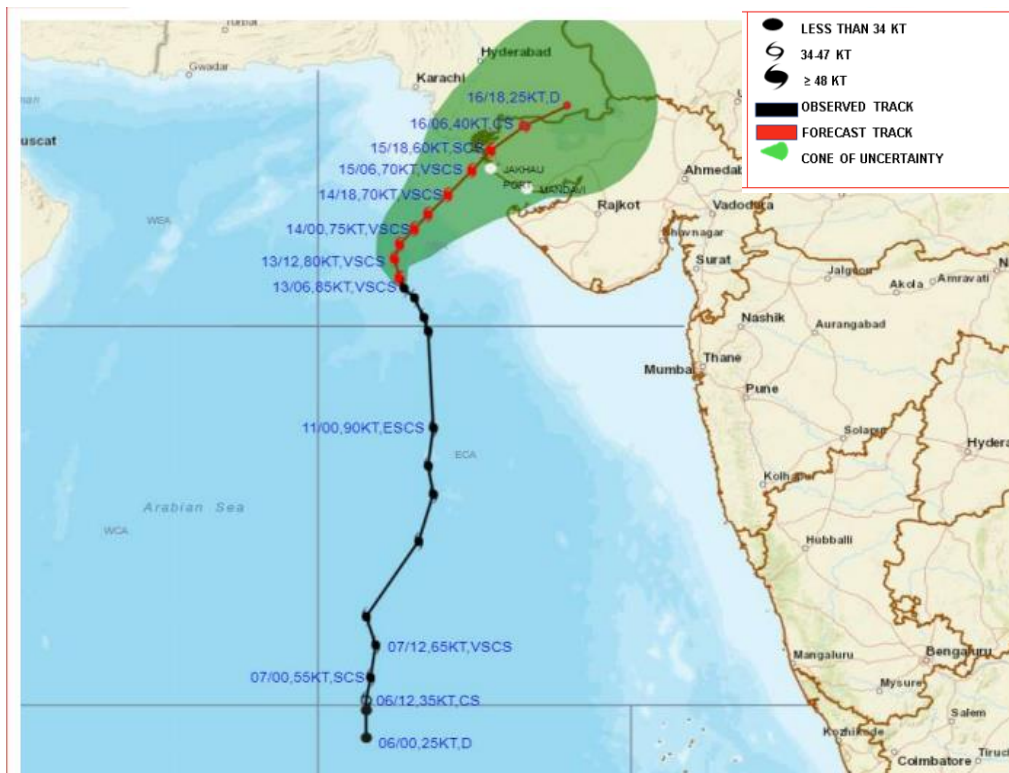 LESS THAN 34 KT
34-47 KT
≥ 48 KT
OBSERVED TRACK
FORECAST TRACK
CONE OF UNCERTAINTY
Turbat
Gwadar
Hyderabad
Karachi
16/18,25KT,D
16/06,40KT,CS
15/18,60KT,SCS
15/06,70KT,VSCS
JAKHAU
PORT
MANDAVI
14/18,70KT,VSCS
14/00,75KT,VSCS
13/12,80KT,VSCS
13/06,85KT,VSCS
Ahmedab
Rajkot
Vadodara
Bhavnagar
Surat
WEA
Jalgaon
Akola
Amravati
Nashik
Aurangabad
Mumbai
Thane
Pune
11/00,90KT,ESCS
ECA
Solapur
Hydera
Kolhapur
Arabian Sea
WCA
Hubballi
07/12,65KT,VSCS
07/00,55KT,SCS
06/12,35KT,CS
06/00,25KT,D
Mangaluru
Bengaluru
Mysure
Salem
Kozhikode
Coimbatore
Tiruc